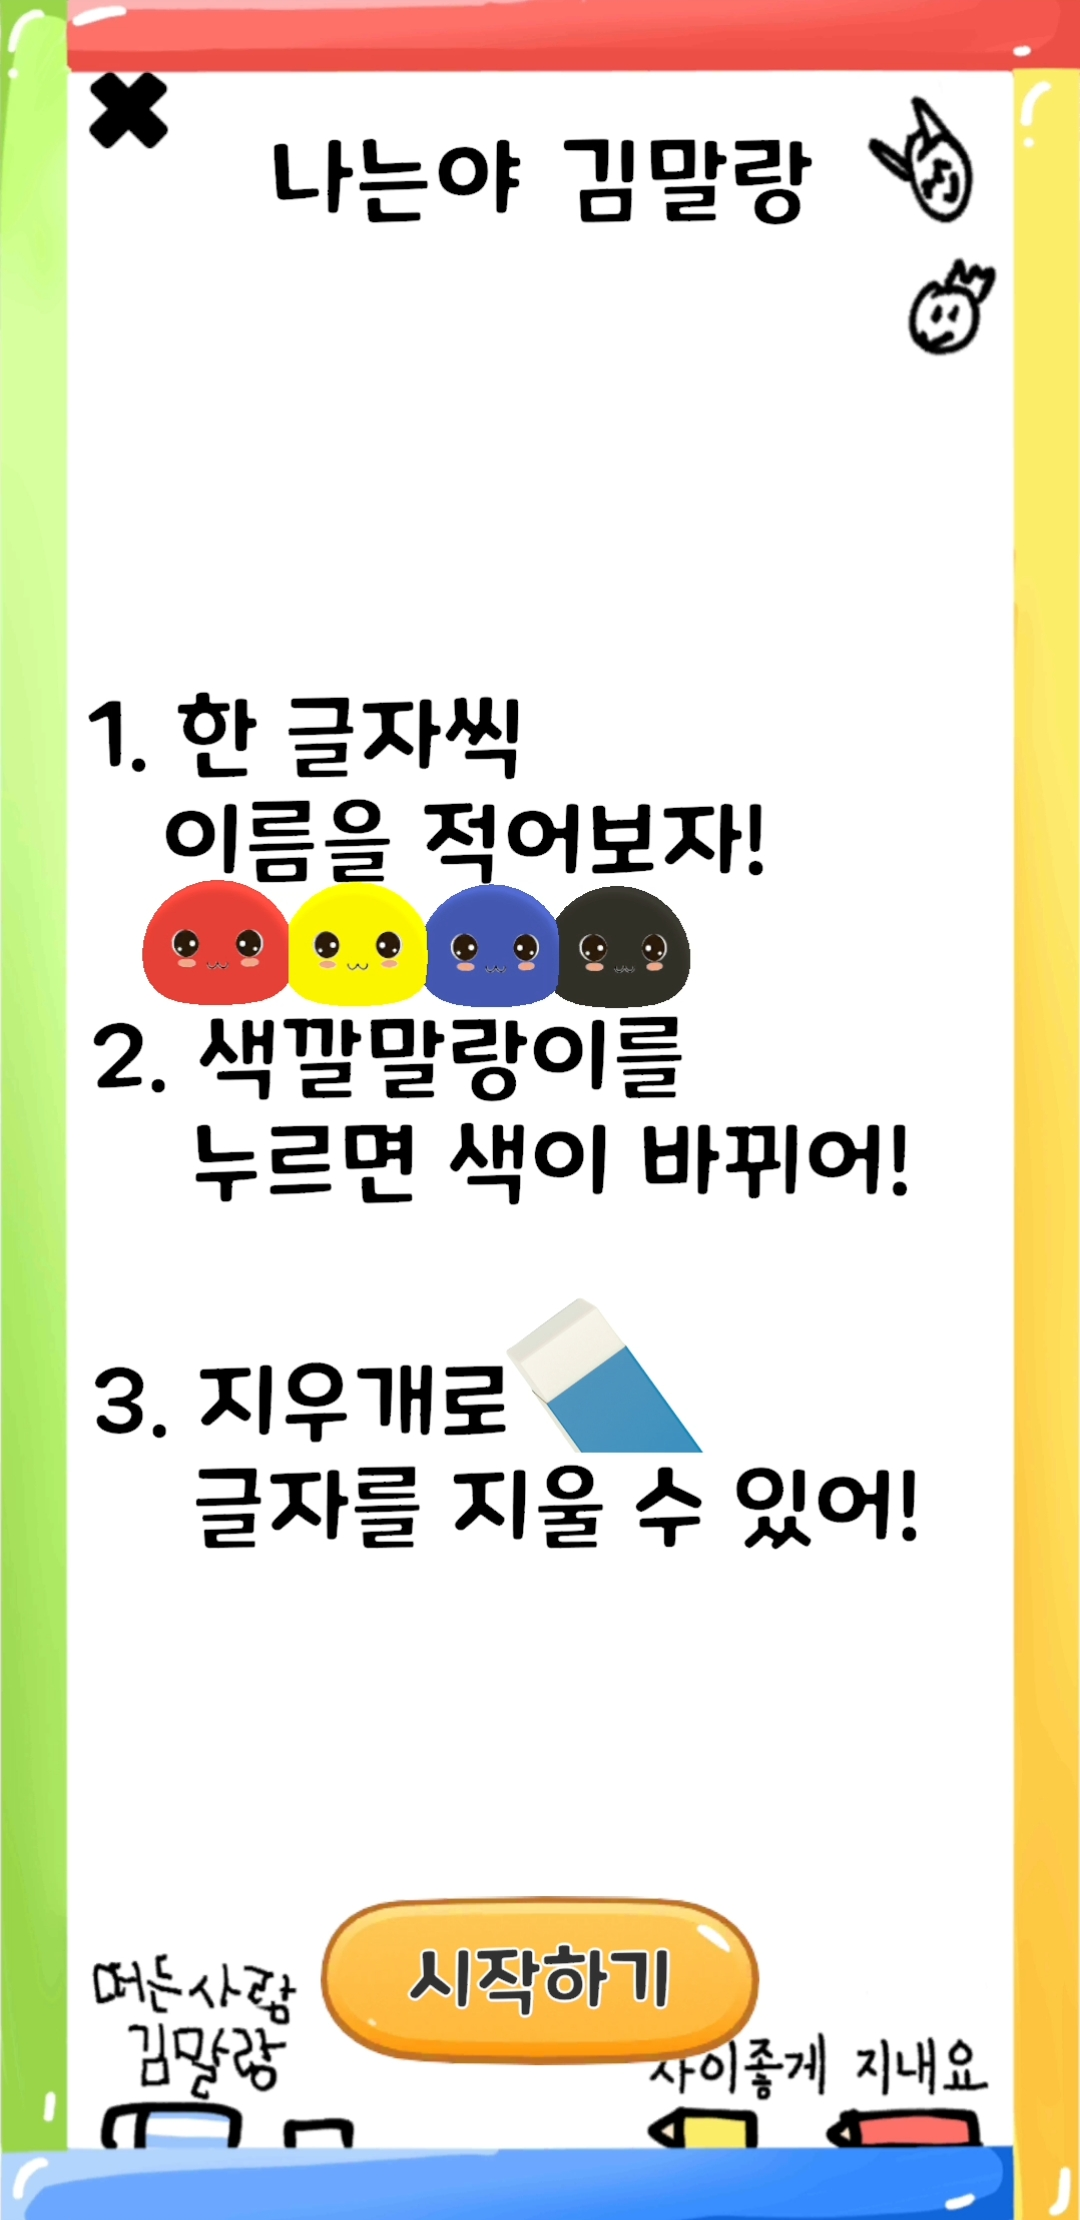 나는야 김말랑
1. 한 글자씩
이름을 적어보자!
2. 색깔말랑이를
누르면 색이 바뀌어!
3. 지우개로
글자를 지울 수 있어!
시작하기
떠든사람
김말랑
사이좋게 지내요